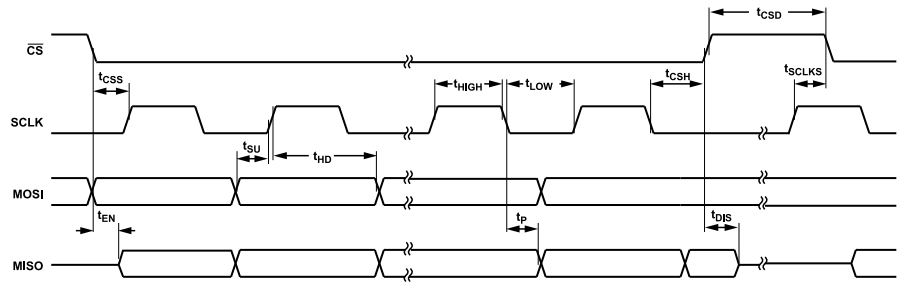 tCSD
CS
tCSS
tHIGH
tLOW
tCSH
tSCLKS
SCLK
tSU
tHD
MOSI
tEN
tP
tDIS
MISO